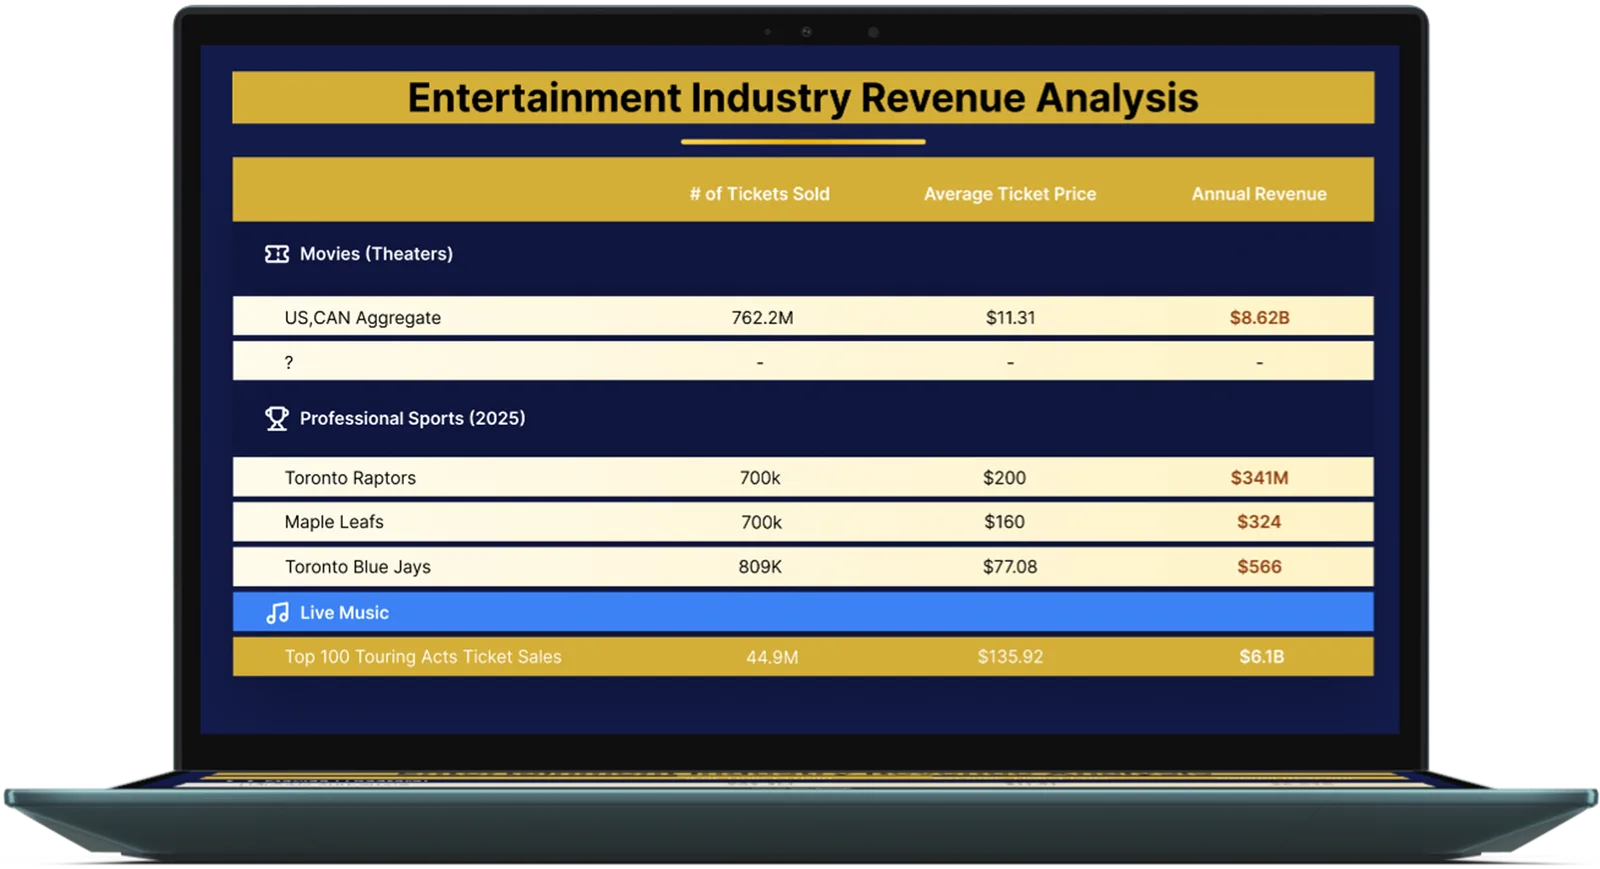 Entertainment Industry Revenue Analysis
# of Tickets Sold Average Ticket Price Annual Revenue
Movies (Theaters)
US,CAN Aggregate 762.2M $11.31 $8.62B
? - - -
Professional Sports (2025)
Toronto Raptors 700k $200 $341M
Maple Leafs 700k $160 $324
Toronto Blue Jays 809K $77.08 $566
Live Music
Top 100 Touring Acts Ticket Sales 44.9M $135.92 $6.1B